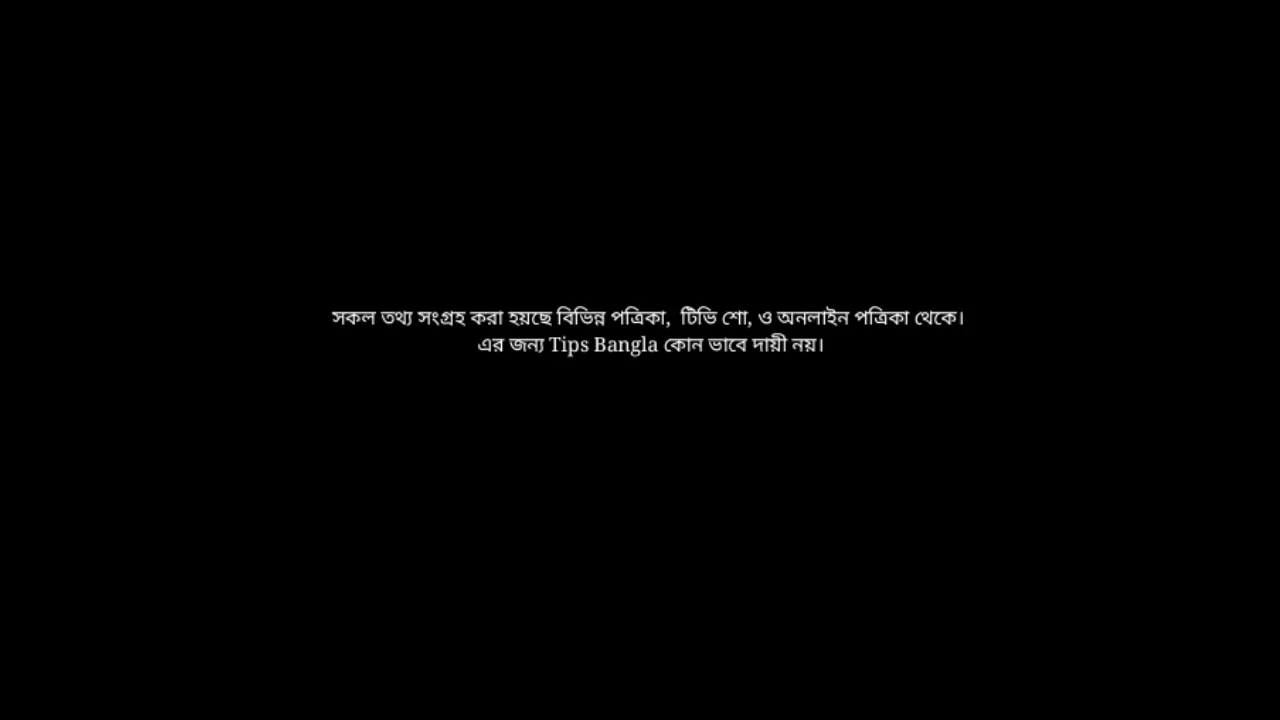 সকল তথ্য সংগ্রহ করা হয়ছে বিভিন্ন পত্রিকা, টিভি শো, ও অনলাইন পত্রিকা থেকে।
এর জন্য Tips Bangla কোন ভাবে দায়ী নয়।